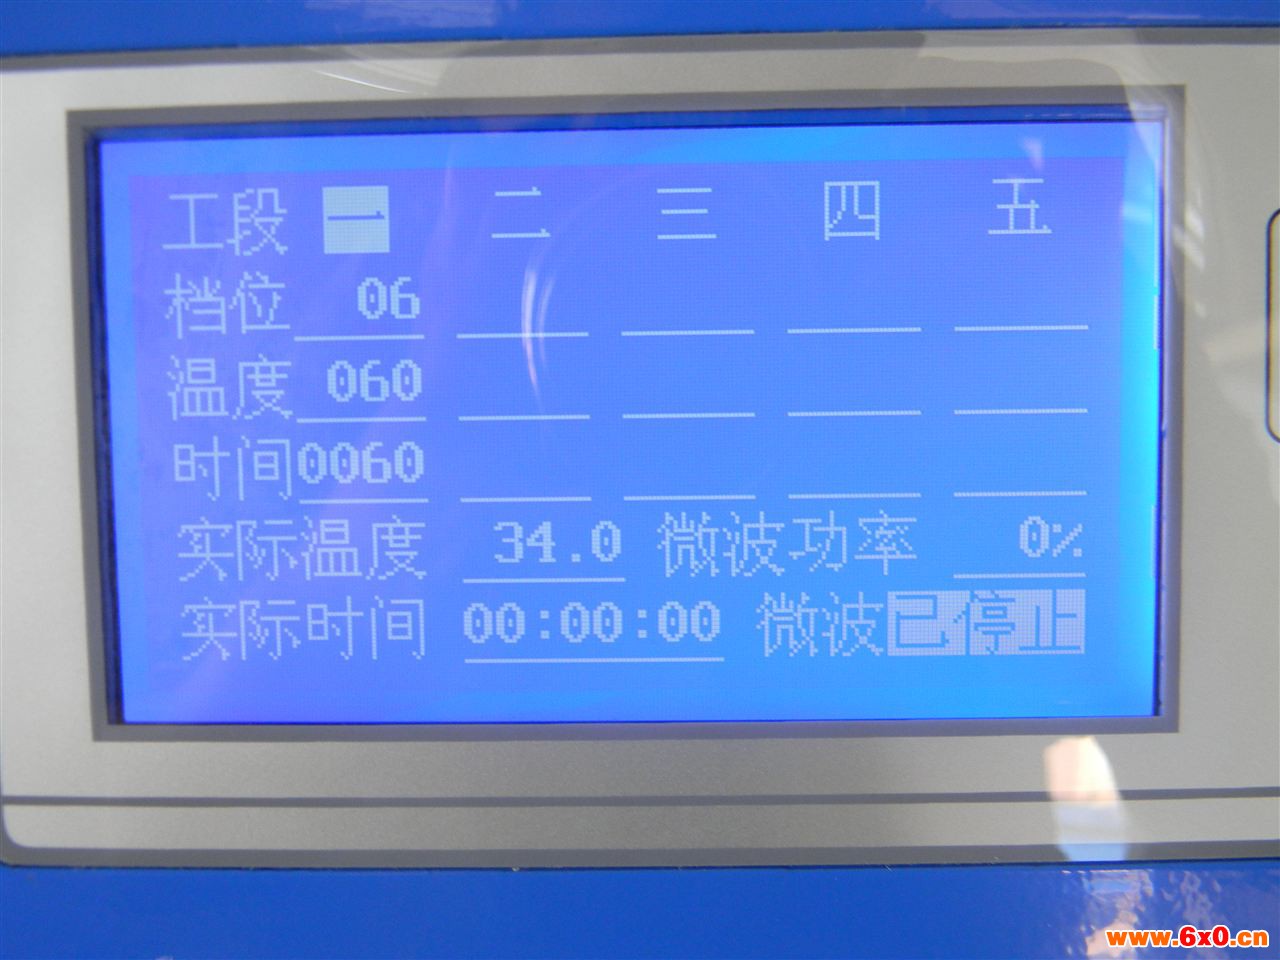 工段 一 二 三 四 五
档位 06
温度 060
时间 0060
实际温度 34.0 微波功率 0%
实际时间 00:00:00 微波已停止
www.6x0.cn